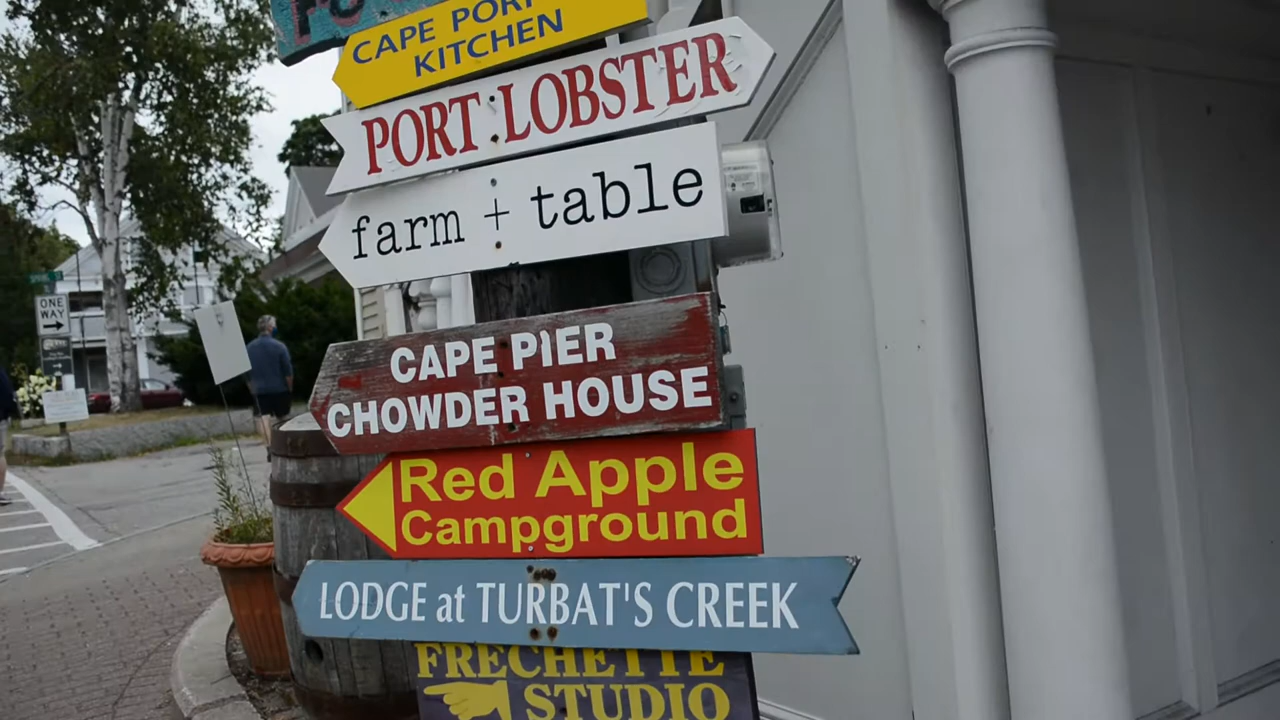 CAPE PORT
KITCHEN
PORT LOBSTER
farm + table
ONE
WAY
CAPE PIER
CHOWDER HOUSE
Red Apple
Campground
LODGE at TURBAT'S CREEK
FRECHETTE
STUDIO